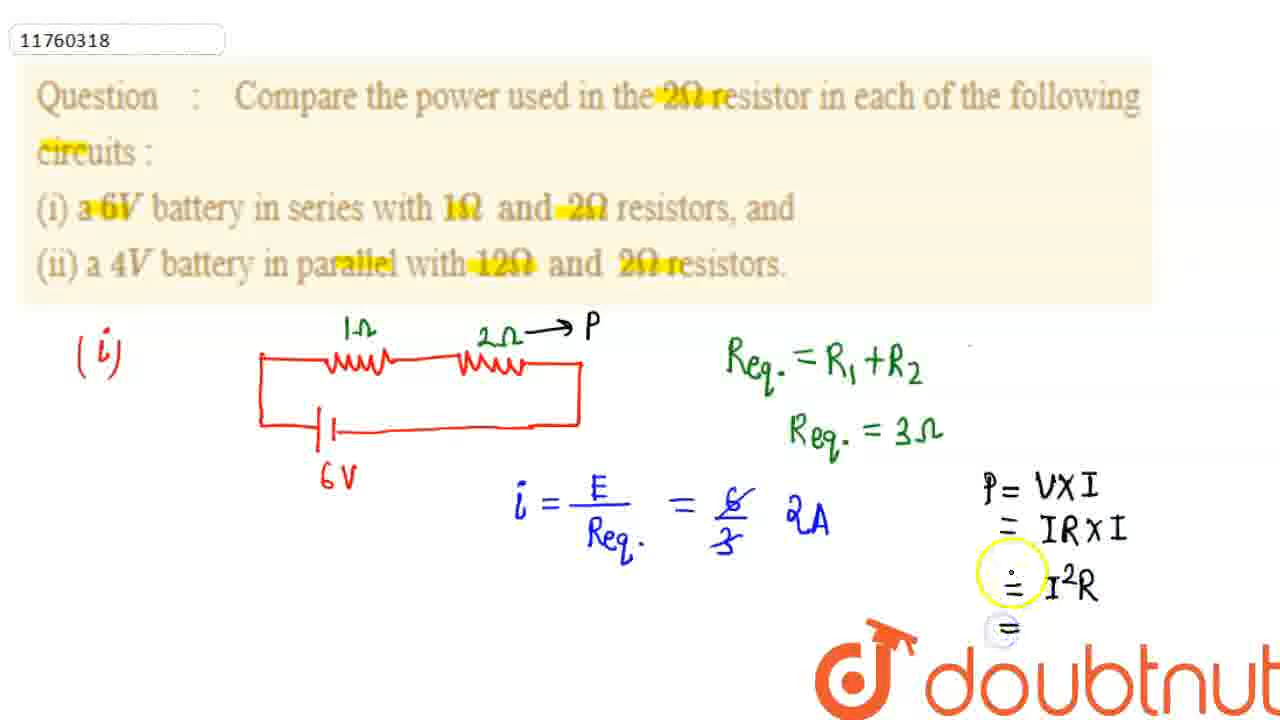 11760318
Question : Compare the power used in the 2Ω resistor in each of the following
circuits :
(i) a 6V battery in series with 1Ω and 2Ω resistors, and
(ii) a 4V battery in parallel with 12Ω and 2Ω resistors.
(i)
1Ω
2Ω → P
6V
Req. = R₁ + R₂
Req. = 3Ω
i = E/Req. = 6/3 2A
P = V X I
= IR X I
= I²R
=
doubtnut